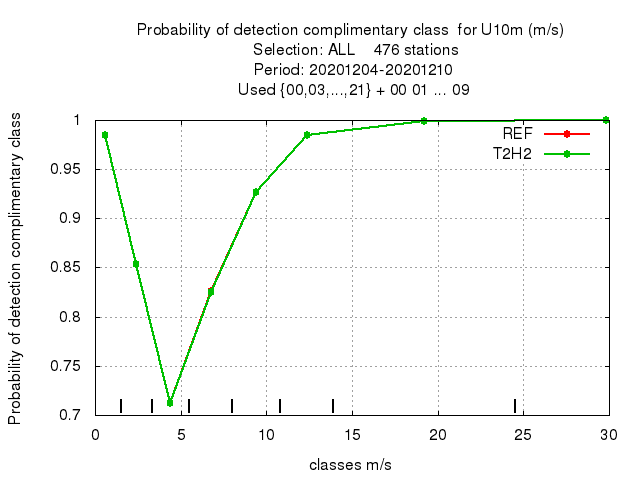 Probability of detection complimentary class  for U10m (m/s)
Selection: ALL    476 stations
Period: 20201204-20201210
Used {00,03,...,21} + 00 01 ... 09
Probability of detection complimentary class
1
0.95
0.9
0.85
0.8
0.75
0.7
REF
T2H2
0 5 10 15 20 25 30
classes m/s